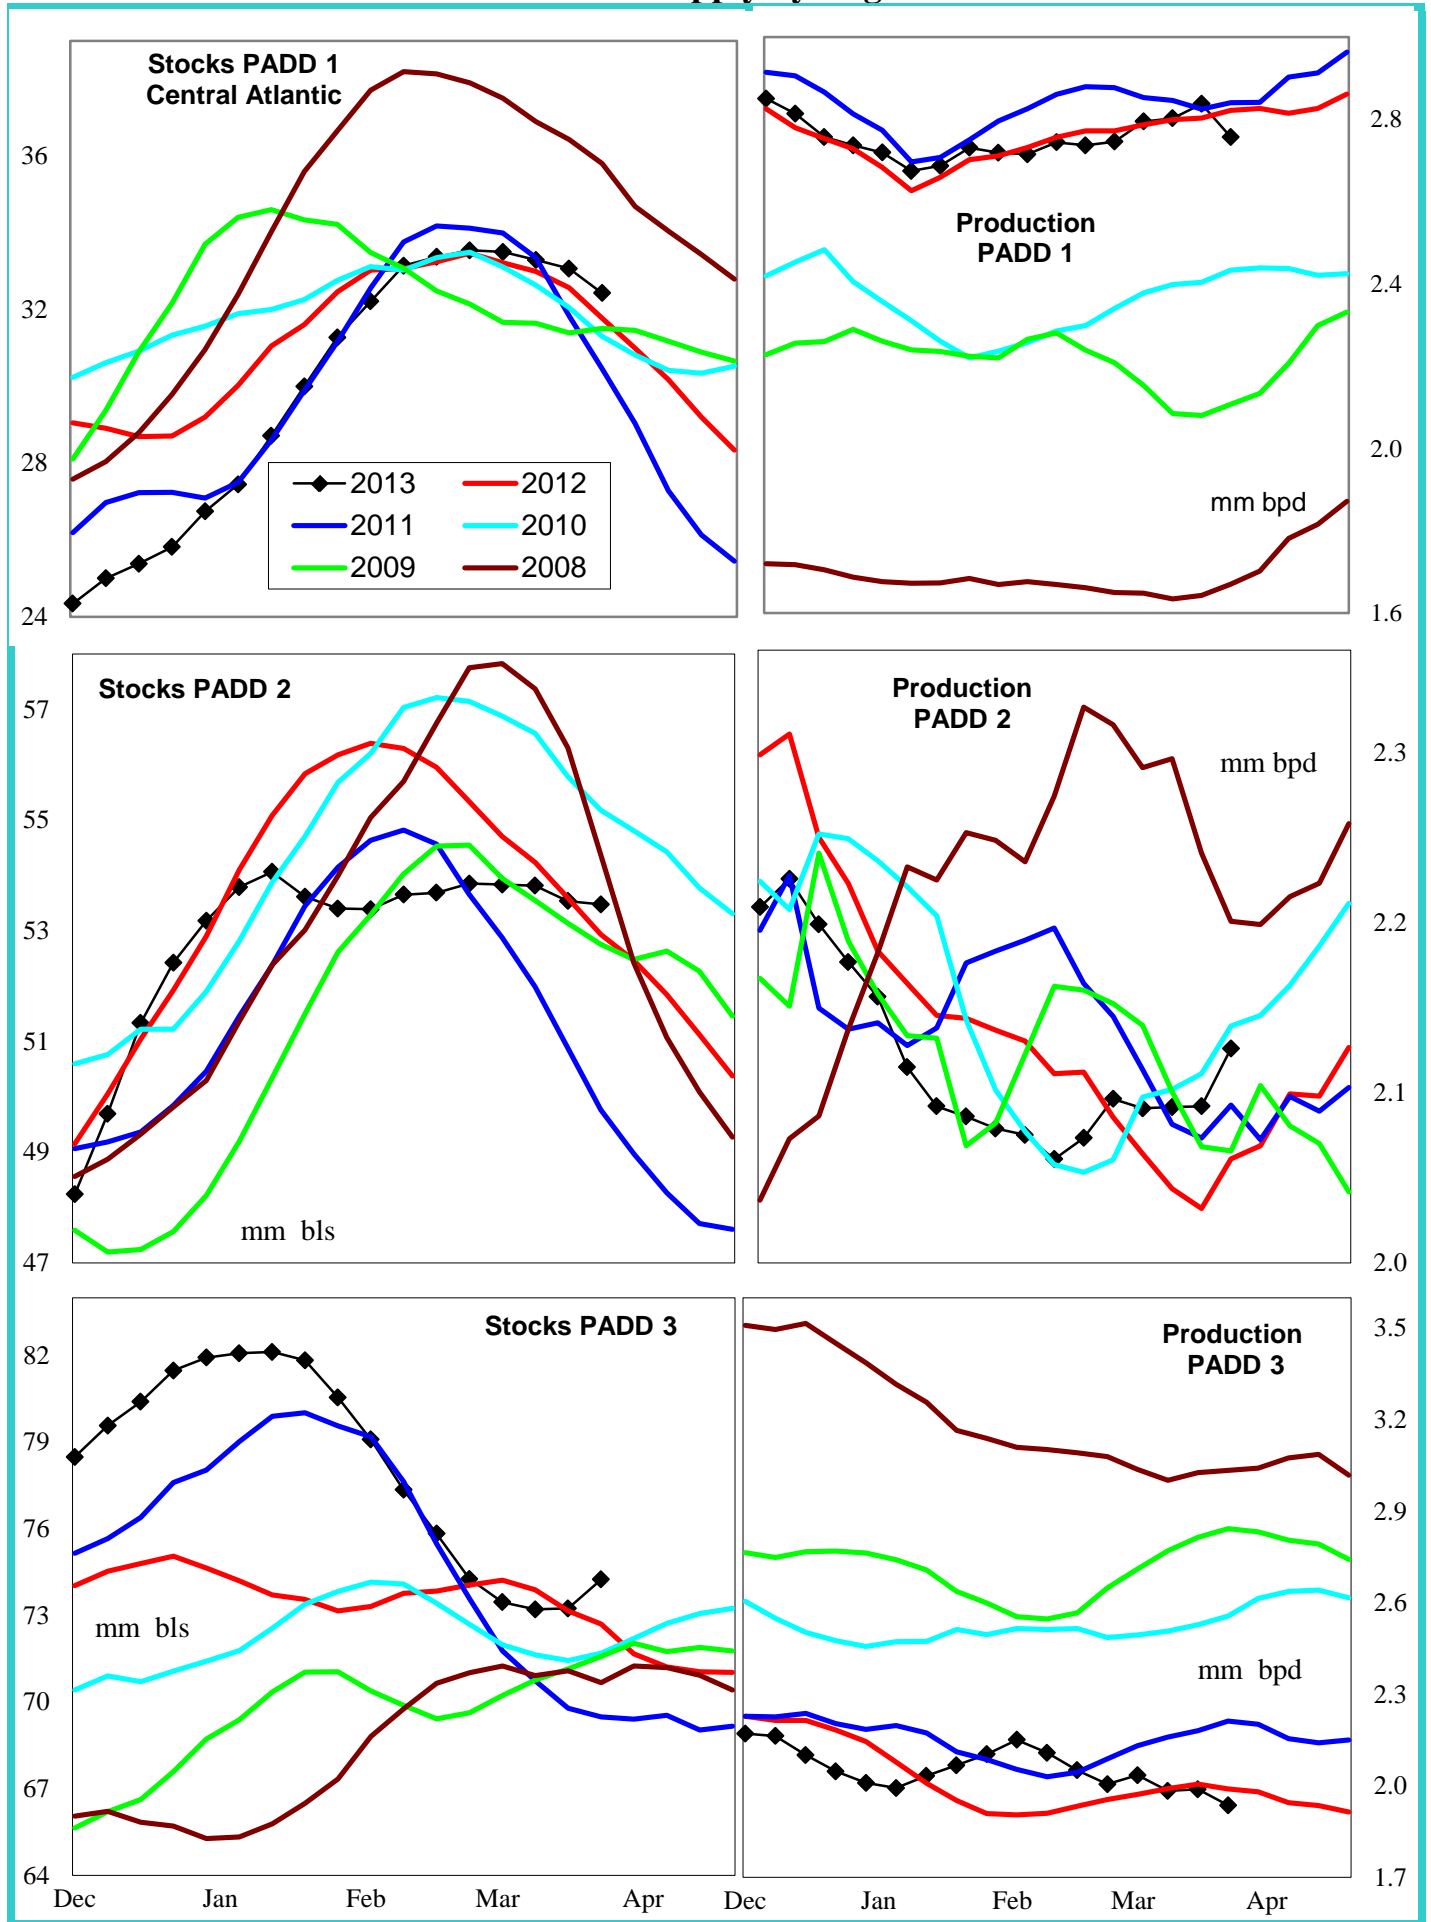 Stocks PADD 1
Central Atlantic
36
32
28
24
2013
2012
2011
2010
2009
2008
Production
PADD 1
mm bpd
2.8
2.4
2.0
1.6
Stocks PADD 2
57
55
53
51
49
47
mm bls
Production
PADD 2
mm bpd
2.3
2.2
2.1
2.0
Stocks PADD 3
82
79
76
73
70
67
64
mm bls
Dec
Jan
Feb
Mar
Apr
Production
PADD 3
mm bpd
3.5
3.2
2.9
2.6
2.3
2.0
1.7
Dec
Jan
Feb
Mar
Apr